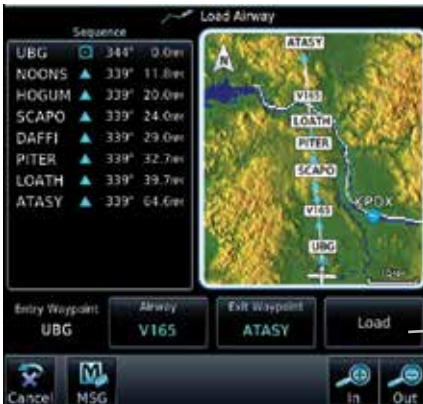 Load Airway
Sequence
UBG 344° 0.0NM
NOONS 339° 11.8NM
HOGUM 339° 20.0NM
SCAPO 339° 24.0NM
DAFFI 339° 29.0NM
PITER 339° 32.7NM
LOATH 339° 39.7NM
ATASY 339° 64.6NM
N
ATASY
V165
LOATH
PITER
SCAPO
KPDX
V165
UBG
Entry Waypoint
UBG
Airway
V165
Exit Waypoint
ATASY
Load
Cancel
MSG
In
Out